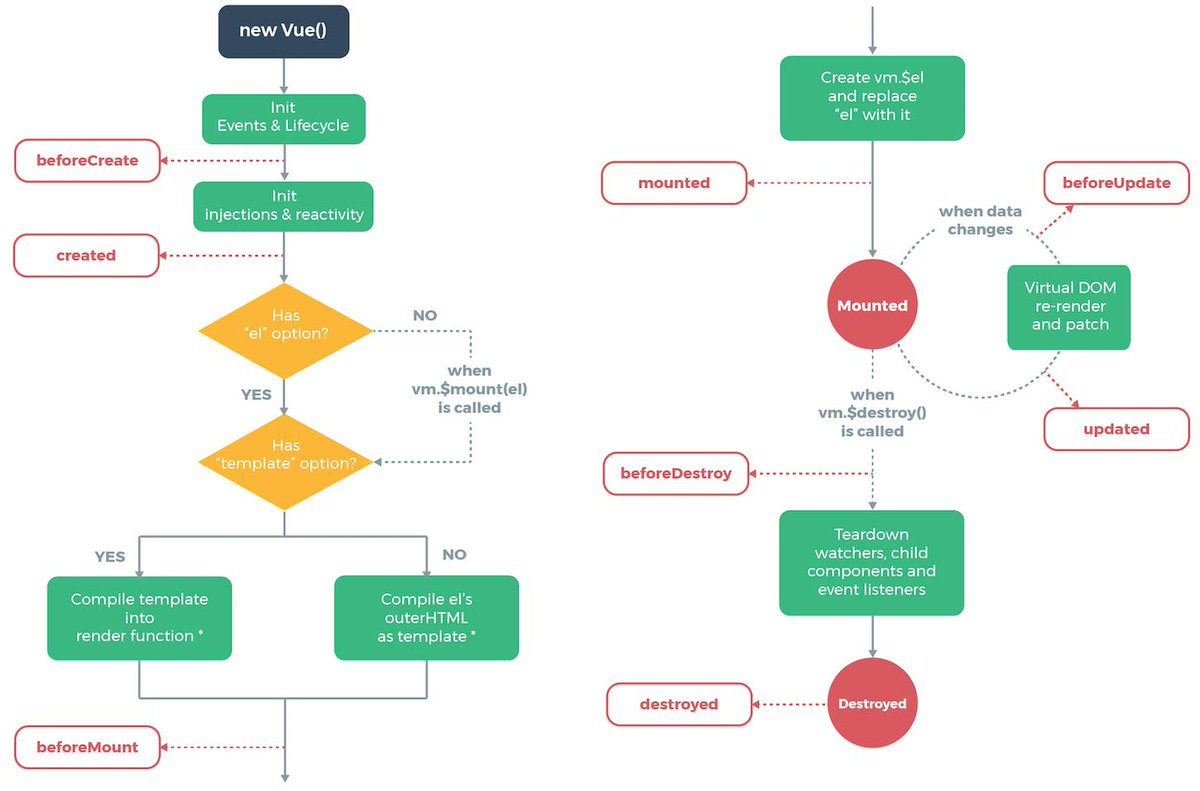 new Vue()
Init
Events & Lifecycle
beforeCreate
Init
injections & reactivity
created
Has
“el” option?
NO
when
vm.$mount(el)
is called
YES
Has
“template” option?
YES
NO
Compile template
into
render function *
Compile el’s
outerHTML
as template *
beforeMount
Create vm.$el
and replace
“el” with it
mounted
beforeUpdate
when data
changes
Mounted
Virtual DOM
re-render
and patch
when
vm.$destroy()
is called
updated
beforeDestroy
Teardown
watchers, child
components and
event listeners
destroyed
Destroyed